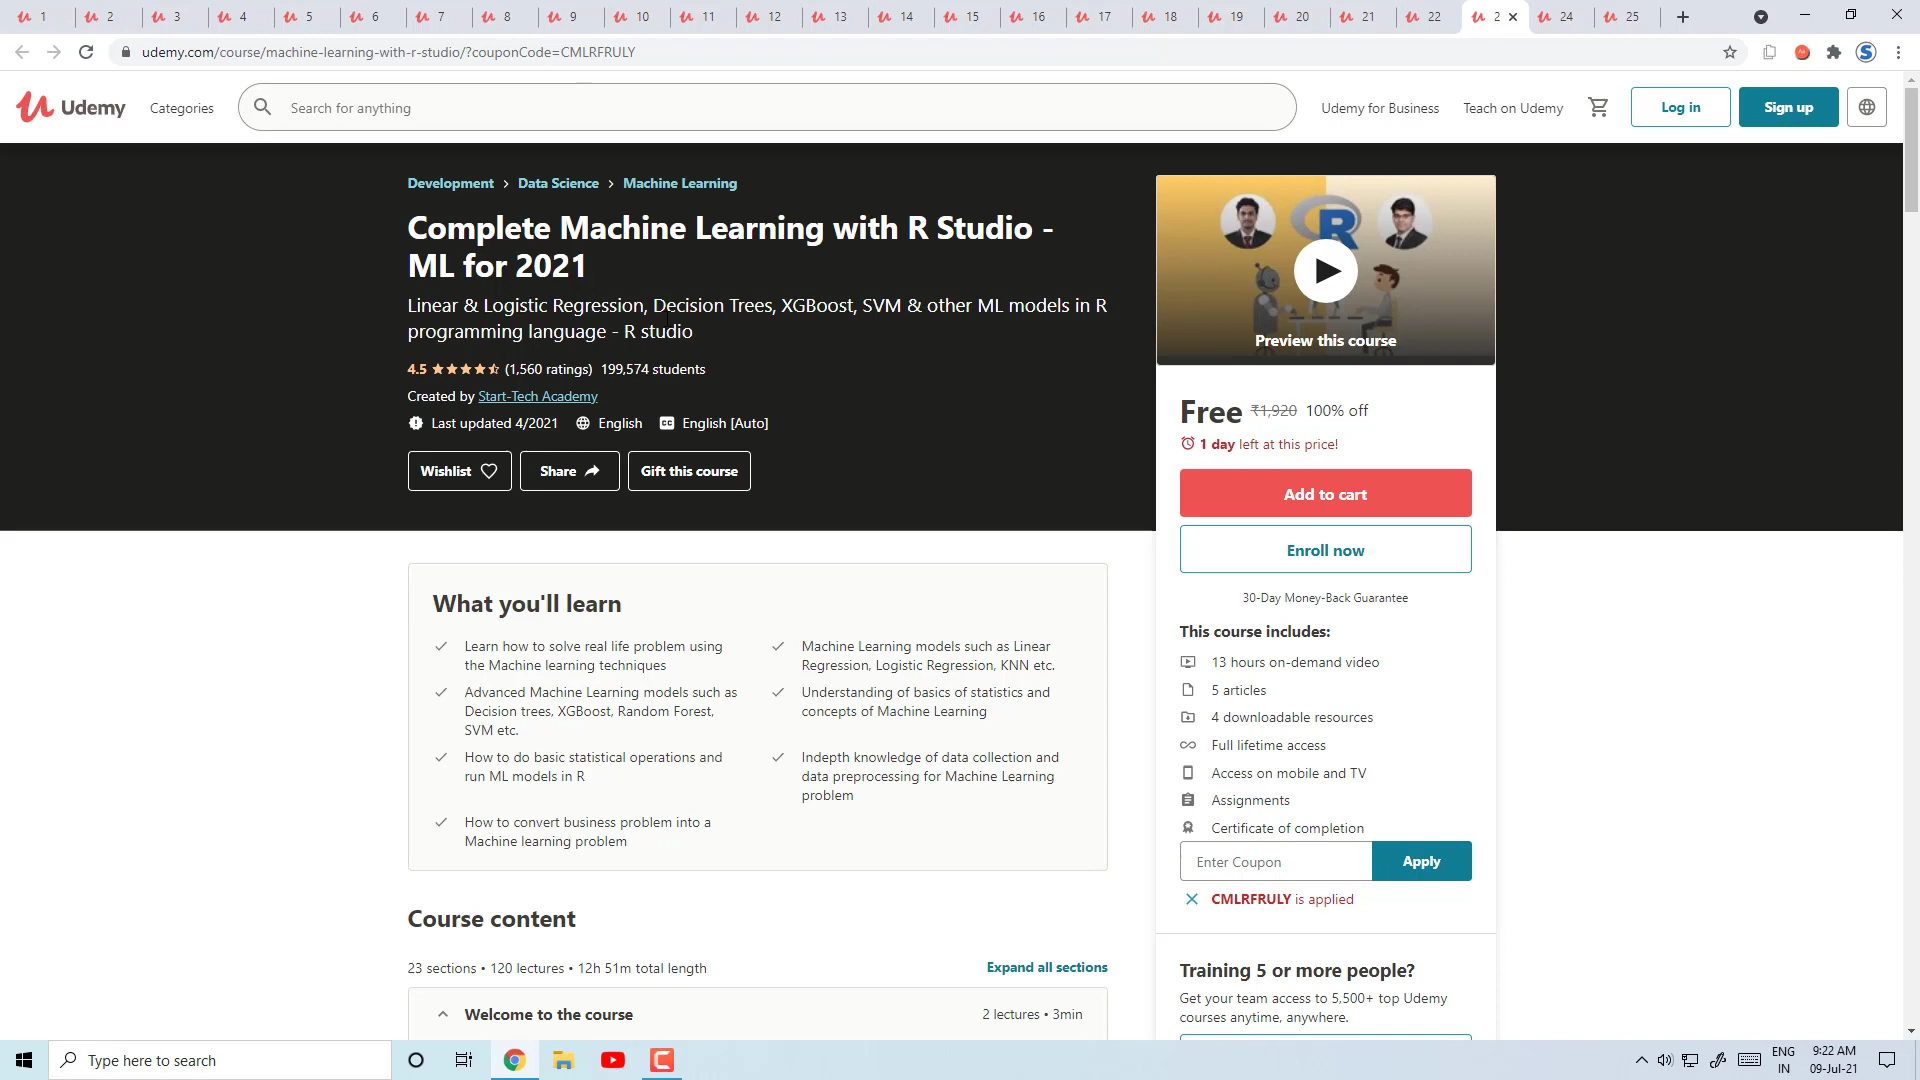 1 2 3 4 5 6 7 8 9 10 11 12 13 14 15 16 17 18 19 20 21 22 2 24 25
udemy.com/course/machine-learning-with-r-studio/?couponCode=CMLRFRULY
Udemy Categories Search for anything Udemy for Business Teach on Udemy Log in Sign up
Development > Data Science > Machine Learning
Complete Machine Learning with R Studio -
ML for 2021
Linear & Logistic Regression, Decision Trees, XGBoost, SVM & other ML models in R
programming language - R studio
4.5 (1,560 ratings) 199,574 students
Created by Start-Tech Academy
Last updated 4/2021 English CC English [Auto]
Wishlist Share Gift this course
R
Preview this course
Free ₹1,920 100% off
1 day left at this price!
Add to cart
Enroll now
30-Day Money-Back Guarantee
This course includes:
13 hours on-demand video
5 articles
4 downloadable resources
Full lifetime access
Access on mobile and TV
Assignments
Certificate of completion
Enter Coupon Apply
CMLRFRULY is applied
Training 5 or more people?
Get your team access to 5,500+ top Udemy
courses anytime, anywhere.
What you'll learn
Learn how to solve real life problem using
the Machine learning techniques
Machine Learning models such as Linear
Regression, Logistic Regression, KNN etc.
Advanced Machine Learning models such as
Decision trees, XGBoost, Random Forest,
SVM etc.
Understanding of basics of statistics and
concepts of Machine Learning
How to do basic statistical operations and
run ML models in R
Indepth knowledge of data collection and
data preprocessing for Machine Learning
problem
How to convert business problem into a
Machine learning problem
Course content
23 sections • 120 lectures • 12h 51m total length Expand all sections
Welcome to the course 2 lectures • 3min
Type here to search
ENG
IN
9:22 AM
09-Jul-21